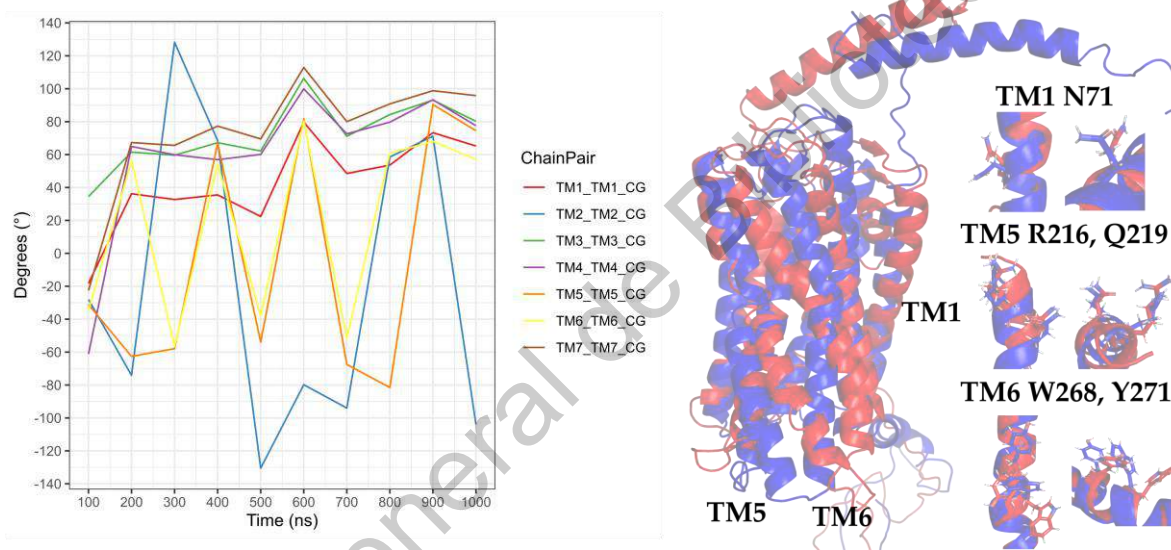 140
120
100
80
60
40
20
0
-20
-40
-60
-80
-100
-120
-140
Degrees (°)
100 200 300 400 500 600 700 800 900 1000
Time (ns)
ChainPair
TM1_TM1_CG
TM2_TM2_CG
TM3_TM3_CG
TM4_TM4_CG
TM5_TM5_CG
TM6_TM6_CG
TM7_TM7_CG
TM1 N71
TM5 R216, Q219
TM1
TM6 W268, Y271
TM5 TM6
eneral de